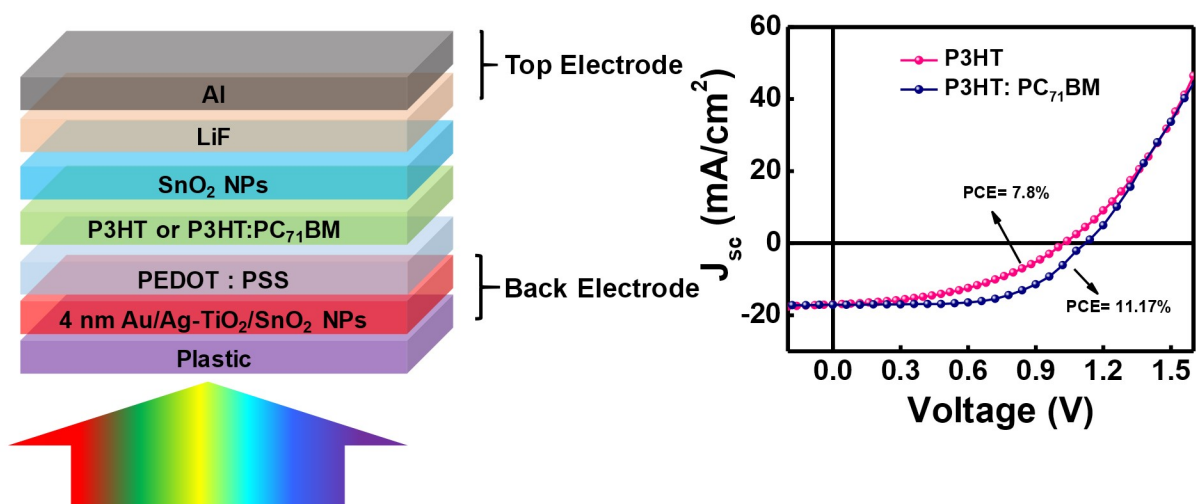 Al
LiF
SnO₂ NPs
P3HT or P3HT:PC₇₁BM
PEDOT : PSS
4 nm Au/Ag-TiO₂/SnO₂ NPs
Plastic
Top Electrode
Back Electrode
J_sc (mA/cm²)
60
40
20
0
-20
P3HT
P3HT: PC₇₁BM
PCE= 7.8%
PCE= 11.17%
0.0 0.3 0.6 0.9 1.2 1.5
Voltage (V)